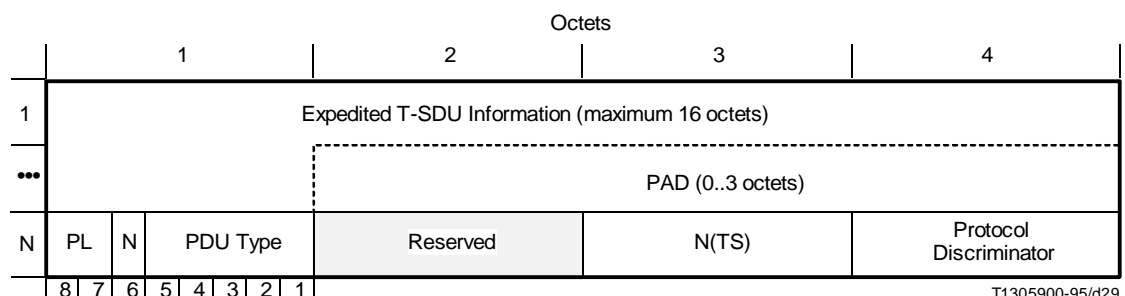 Octets
1 2 3 4
1 Expedited T-SDU Information (maximum 16 octets)
••• PAD (0..3 octets)
N PL N PDU Type Reserved N(TS) Protocol
Discriminator
8 7 6 5 4 3 2 1 T1305900-95/d29